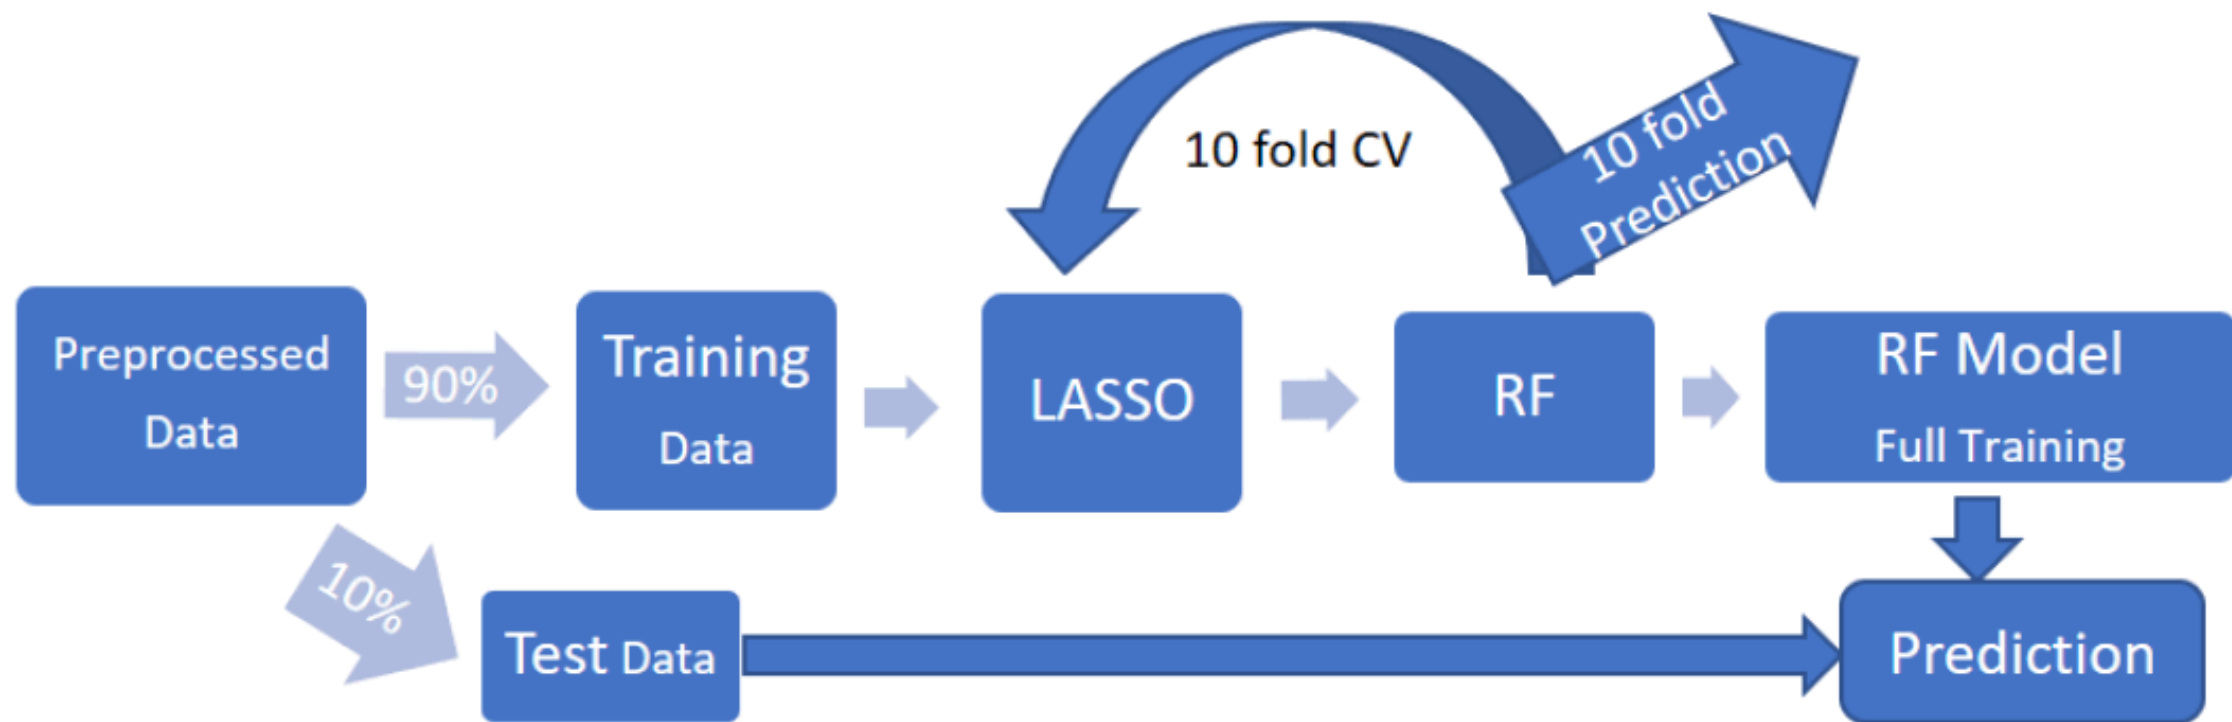 10 fold CV
10 fold
Prediction
Preprocessed
Data
90%
Training
Data
LASSO
RF
RF Model
Full Training
10%
Test Data
Prediction